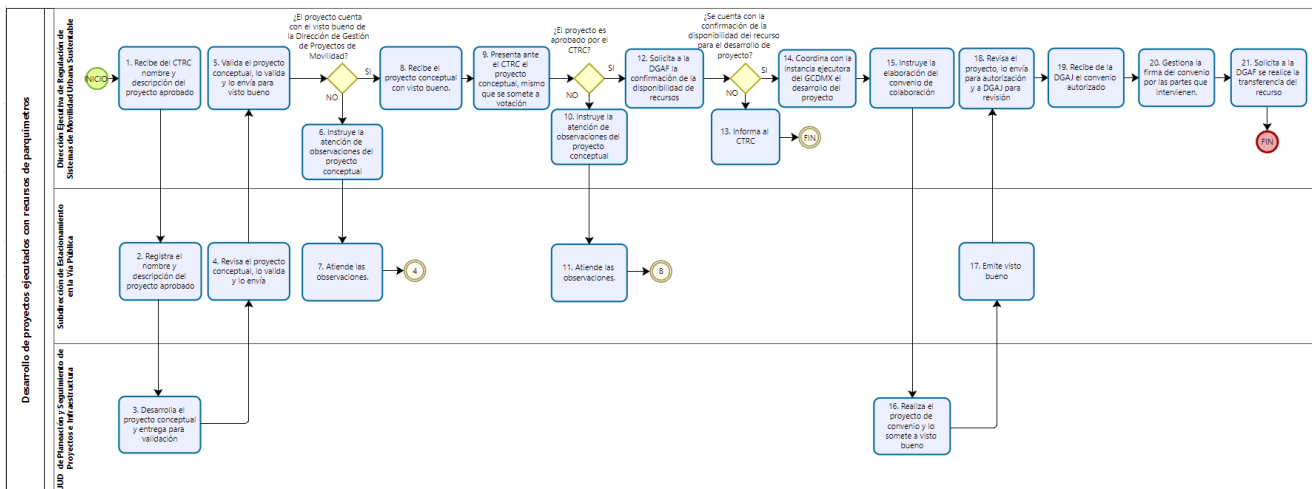 Desarrollo de proyectos ejecutados con recursos de parquímetros
Dirección Ejecutiva de Regulación de
Sistemas de Movilidad Urbana Sustentable
INICIO
1. Recibe del CTRC
nombre y
descripción del
proyecto aprobado
5. Valida el proyecto
conceptual, lo valida
y lo envía para
visto bueno
¿El proyecto cuenta
con el visto bueno de
la Dirección de Gestión
de Proyectos de
Movilidad?
SI
NO
6. Instruye la
atención de
observaciones del
proyecto
conceptual
8. Recibe el
proyecto conceptual
con visto bueno.
9. Presenta ante
el CTRC el
proyecto
conceptual, mismo
que se somete a
votación
¿El proyecto es
aprobado por el
CTRC?
SI
NO
10. Instruye la
atención de
observaciones del
proyecto
conceptual
12. Solicita a la
DGAF la
confirmación de la
disponibilidad de
recursos
¿Se cuenta con la
confirmación de la
disponibilidad del recurso
para el desarrollo de
proyecto?
SI
NO
13. Informa al
CTRC
FIN
14. Coordina con la
instancia ejecutora
del GCDMX el
desarrollo del
proyecto
15. Instruye la
elaboración del
convenio de
colaboración
18. Revisa el
proyecto, lo envía
para autorización
y a DGAJ para
revisión
19. Recibe de la
DGAJ el convenio
autorizado
20. Gestiona la
firma del convenio
por las partes que
intervienen.
21. Solicita a la
DGAF se realice la
transferencia del
recurso
FIN
Subdirección de Estacionamiento
en la Vía Pública
2. Registra el
nombre y
descripción del
proyecto aprobado
4. Revisa el proyecto
conceptual, lo valida
y lo envía
7. Atiende las
observaciones.
4
11. Atiende las
observaciones.
8
17. Emite visto
bueno
JUD de Planeación y Seguimiento de
Proyectos e Infraestructura
3. Desarrolla el
proyecto conceptual
y entrega para
validación
16. Realiza el
proyecto de
convenio y lo
somete a visto
bueno